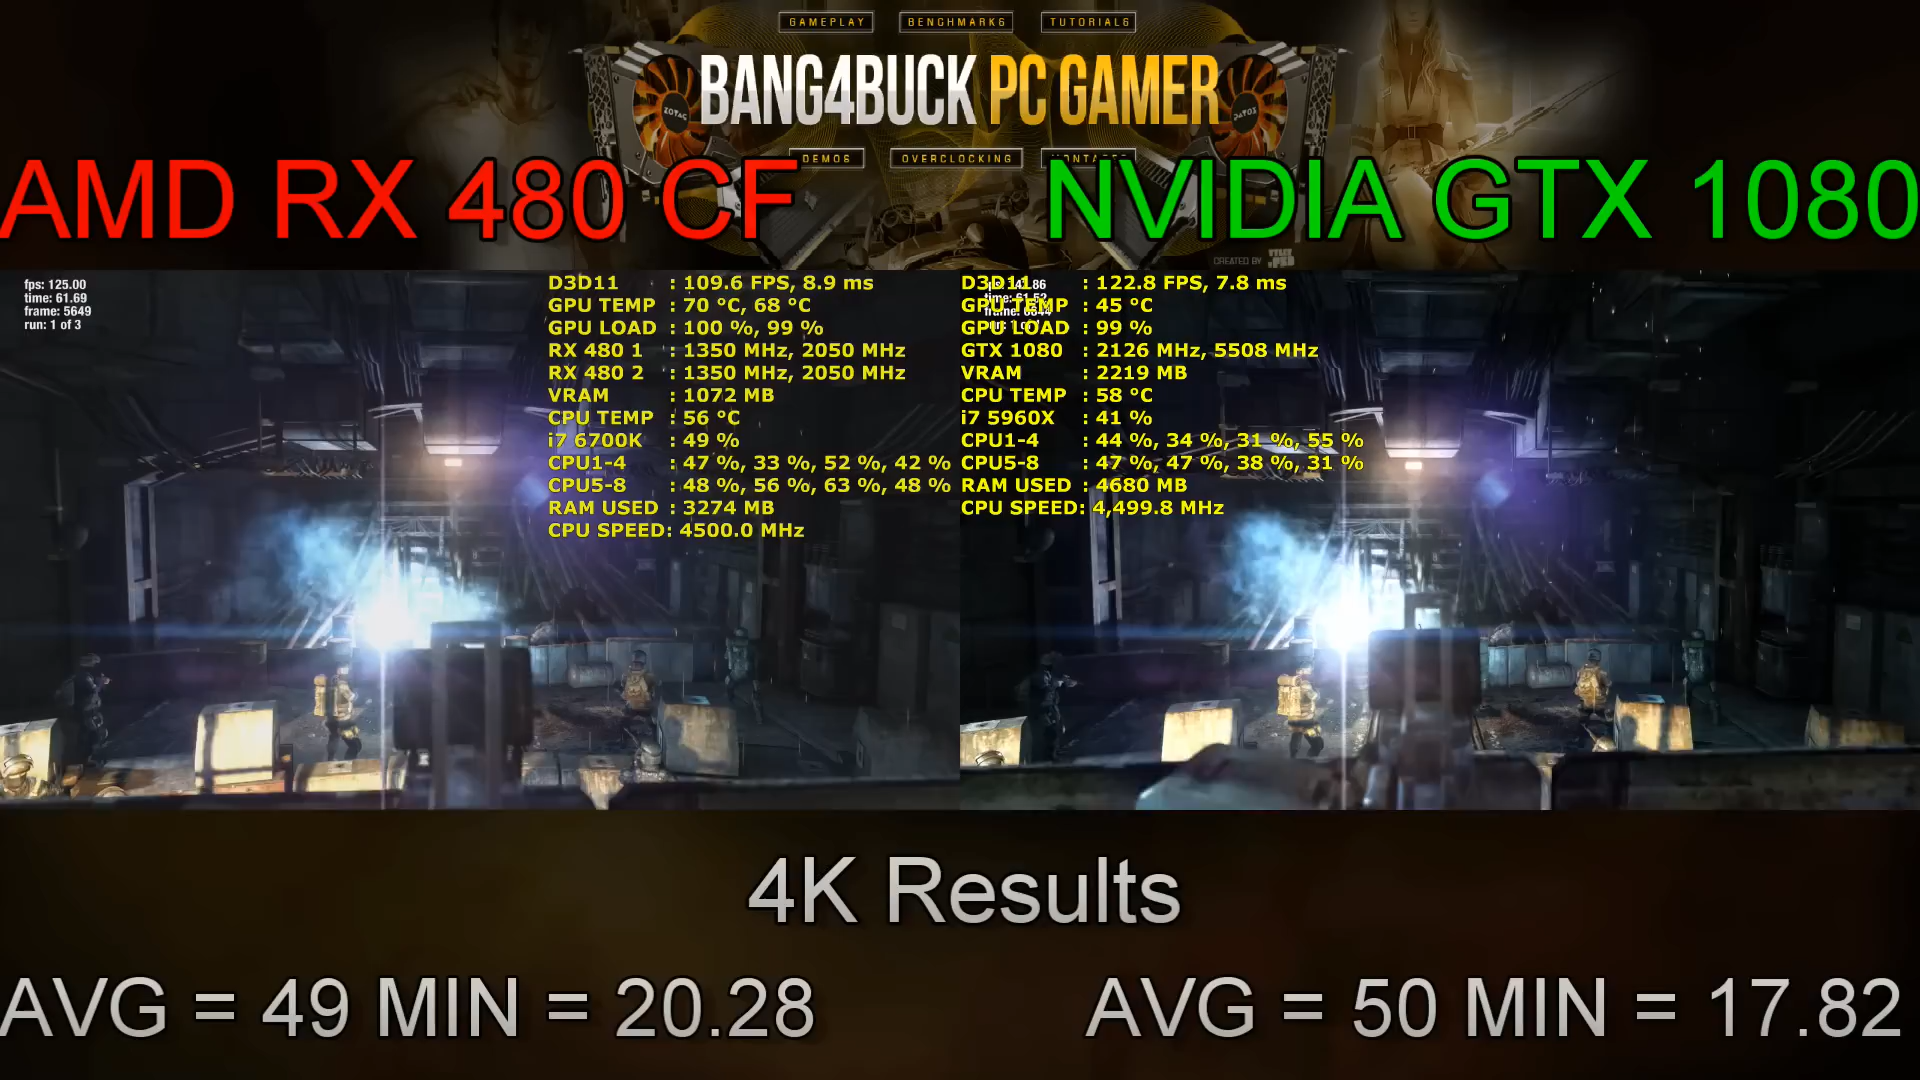 GAMEPLAY BENCHMARKS TUTORIALS
BANG4BUCK PC GAMER
ZOTAC
DEMOS OVERCLOCKING MONTAGES
AMD RX 480 CF
NVIDIA GTX 1080
CREATED BY
fps: 125.00
time: 61.69
frame: 5649
run: 1 of 3
D3D11 : 109.6 FPS, 8.9 ms
GPU TEMP : 70 °C, 68 °C
GPU LOAD : 100 %, 99 %
RX 480 1 : 1350 MHz, 2050 MHz
RX 480 2 : 1350 MHz, 2050 MHz
VRAM : 1072 MB
CPU TEMP : 56 °C
i7 6700K : 49 %
CPU1-4 : 47 %, 33 %, 52 %, 42 %
CPU5-8 : 48 %, 56 %, 63 %, 48 %
RAM USED : 3274 MB
CPU SPEED: 4500.0 MHz
D3D11 : 122.8 FPS, 7.8 ms
GPU TEMP : 45 °C
GPU LOAD : 99 %
GTX 1080 : 2126 MHz, 5508 MHz
VRAM : 2219 MB
CPU TEMP : 58 °C
i7 5960X : 41 %
CPU1-4 : 44 %, 34 %, 31 %, 55 %
CPU5-8 : 47 %, 47 %, 38 %, 31 %
RAM USED : 4680 MB
CPU SPEED: 4,499.8 MHz
4K Results
AVG = 49 MIN = 20.28
AVG = 50 MIN = 17.82